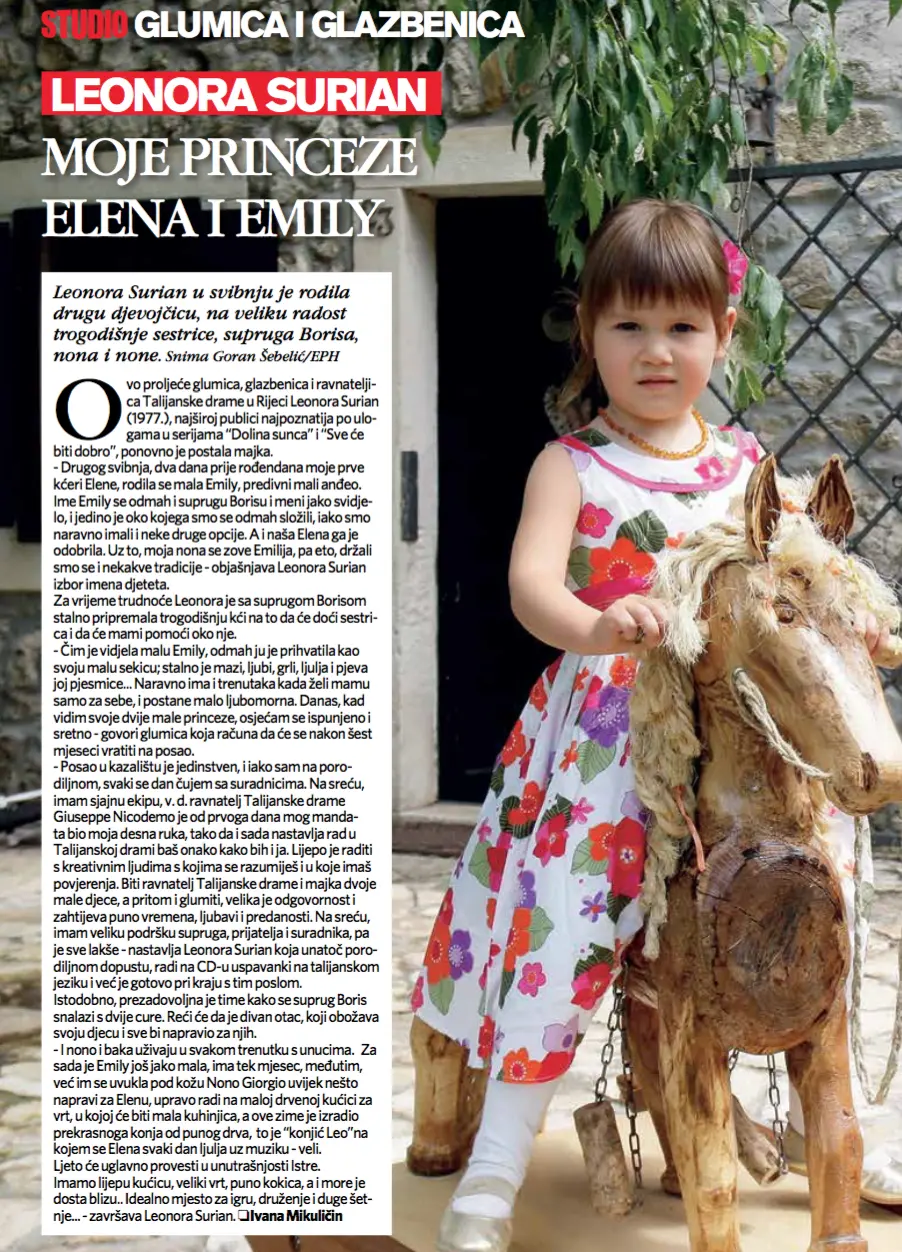 STUDIO GLUMICA I GLAZBENICA
LEONORA SURIAN
MOJE PRINCEZE
ELENA I EMILY
Leonora Surian u svibnju je rodila
drugu djevojčicu, na veliku radost
trogodišnje sestrice, supruga Borisa,
nona i none. Snima Goran Šebelić/EPH
Ovo proljeće glumica, glazbenica i ravnatelji-
ca Talijanske drame u Rijeci Leonora Surian
(1977.), najširoj publici najpoznatija po ulo-
gama u serijama “Dolina sunca” i “Sve će
biti dobro”, ponovno je postala majka.
- Drugog svibnja, dva dana prije rođendana moje prve
kćeri Elene, rodila se mala Emily, predivni mali anđeo.
Ime Emily se odmah i suprugu Borisu i meni jako svidje-
lo, i jedino je oko kojega smo se odmah složili, iako smo
naravno imali i neke druge opcije. A i naša Elena ga je
odobrila. Uz to, moja nona se zove Emilija, pa eto, držali
smo se i nekakve tradicije - objašnjava Leonora Surian
izbor imena djeteta.
Za vrijeme trudnoće Leonora je sa suprugom Borisom
stalno pripremala trogodišnju kći na to da će doći sestri-
ca i da će mami pomoći oko nje.
- Čim je vidjela malu Emily, odmah ju je prihvatila kao
svoju malu sekicu; stalno je mazi, ljubi, grli, ljulja i pjeva
joj pjesmice... Naravno ima i trenutaka kada želi mamu
samo za sebe, i postane malo ljubomorna. Danas, kad
vidim svoje dvije male princeze, osjećam se ispunjeno i
sretno - govori glumica koja računa da će se nakon šest
mjeseci vratiti na posao.
- Posao u kazalištu je jedinstven, i iako sam na poro-
diljnom, svaki se dan čujem sa suradnicima. Na sreću,
imam sjajnu ekipu, v. d. ravnatelj Talijanske drame
Giuseppe Nicodemo je od prvoga dana mog manda-
ta bio moja desna ruka, tako da i sada nastavlja rad u
Talijanskoj drami baš onako kako bih i ja. Lijepo je raditi
s kreativnim ljudima s kojima se razumiješ i u koje imaš
povjerenja. Biti ravnatelj Talijanske drame i majka dvoje
male djece, a pritom i glumiti, velika je odgovornost i
zahtijeva puno vremena, ljubavi i predanosti. Na sreću,
imam veliku podršku supruga, prijatelja i suradnika, pa
je sve lakše - nastavlja Leonora Surian koja unatoč poro-
diljnom dopustu, radi na CD-u uspavanki na talijanskom
jeziku i već je gotovo pri kraju s tim poslom.
Istodobno, prezadovoljna je time kako se suprug Boris
snalazi s dvije cure. Reći će da je divan otac, koji obožava
svoju djecu i sve bi napravio za njih.
- I nono i baka uživaju u svakom trenutku s unucima. Za
sada je Emily još jako mala, ima tek mjesec, međutim,
već im se uvukla pod kožu Nono Giorgio uvijek nešto
napravi za Elenu, upravo radi na maloj drvenoj kućici za
vrt, u kojoj će biti mala kuhinjica, a ove zime je izradio
prekrasnoga konja od punog drva, to je “konjić Leo”na
kojem se Elena svaki dan ljulja uz muziku - veli.
Ljeto će uglavno provesti u unutrašnjosti Istre.
Imamo lijepu kućicu, veliki vrt, puno kokica, a i more je
dosta blizu.. Idealno mjesto za igru, druženje i duge šet-
nje... - završava Leonora Surian. ❏Ivana Mikuličin